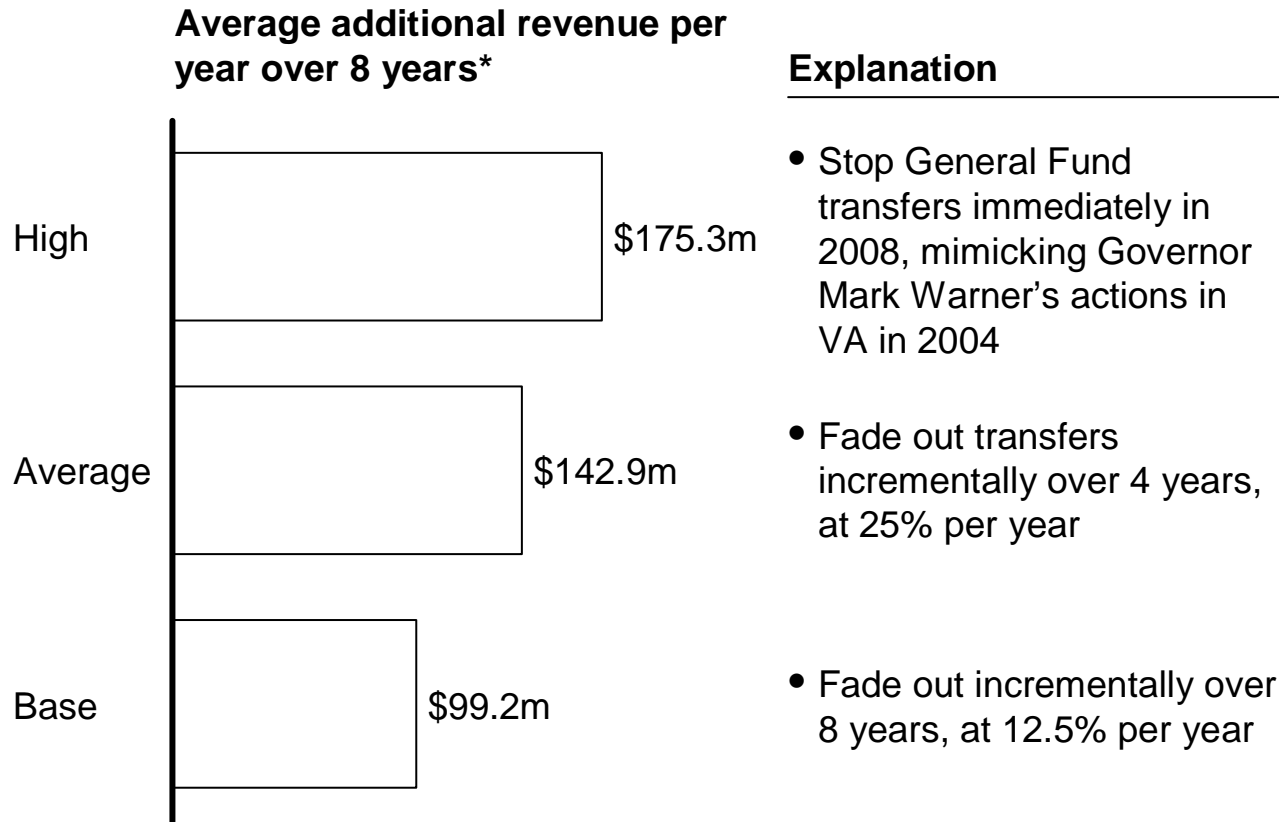 Average additional revenue per
year over 8 years*
Explanation
High
$175.3m
• Stop General Fund
transfers immediately in
2008, mimicking Governor
Mark Warner’s actions in
VA in 2004
Average
$142.9m
• Fade out transfers
incrementally over 4 years,
at 25% per year
Base
$99.2m
• Fade out incrementally over
8 years, at 12.5% per year